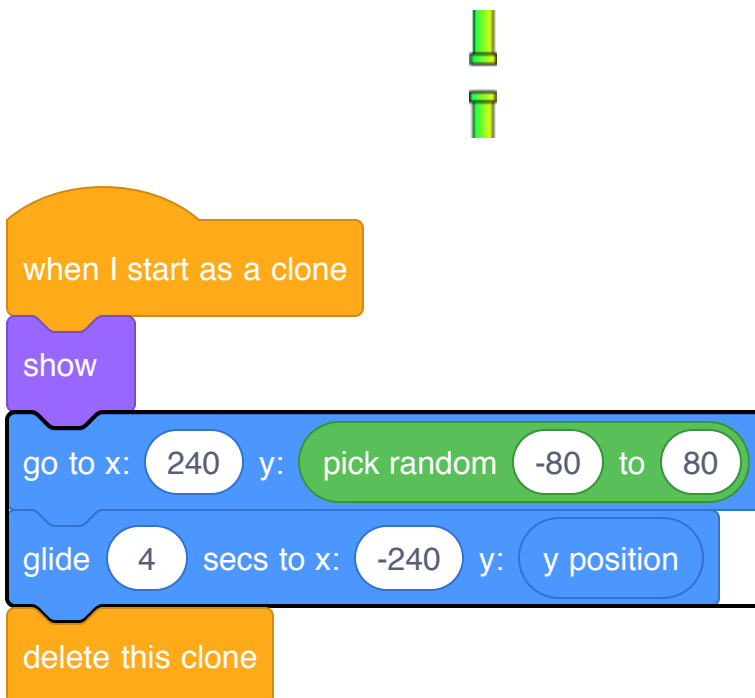 when I start as a clone
show
go to x: 240 y: pick random -80 to 80
glide 4 secs to x: -240 y: y position
delete this clone